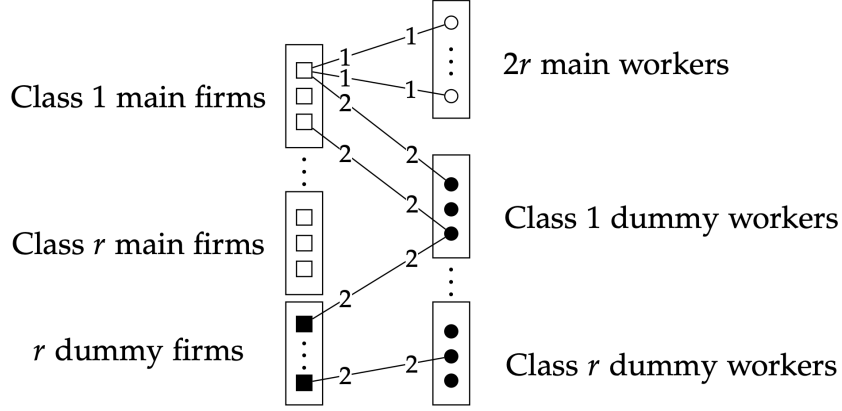 1
1
2r main workers
Class 1 main firms
1
1
2
2
2
2
Class 1 dummy workers
Class r main firms
2
2
r dummy firms
2
2
Class r dummy workers